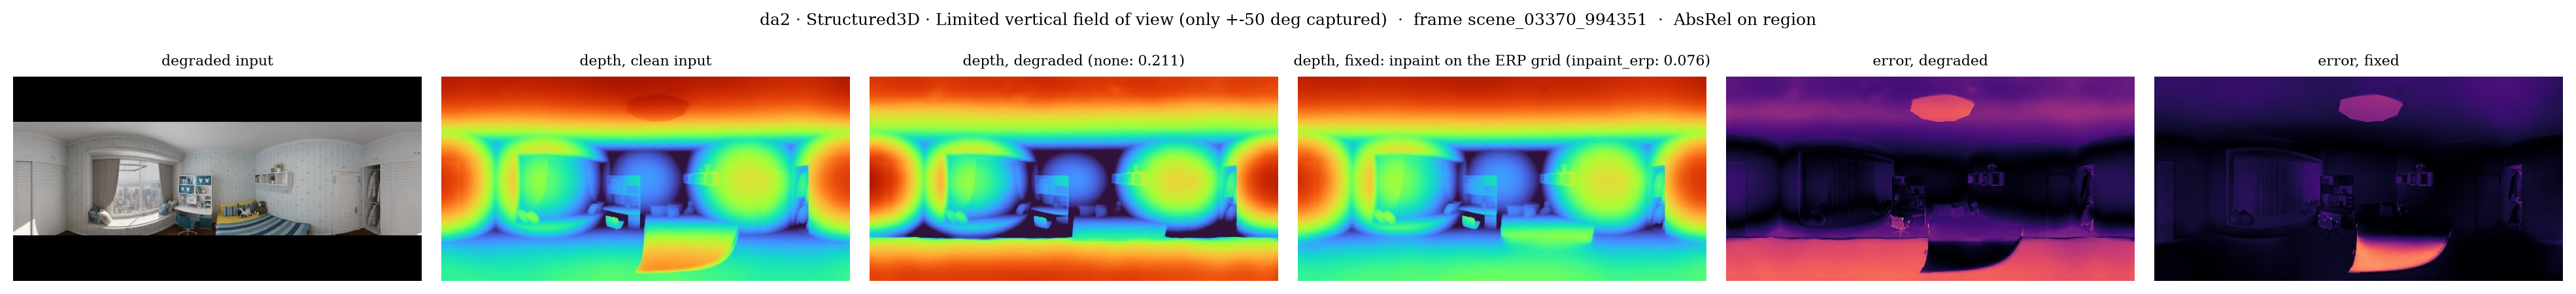 da2 · Structured3D · Limited vertical field of view (only +-50 deg captured) · frame scene_03370_994351 · AbsRel on region
degraded input
depth, clean input
depth, degraded (none: 0.211)
depth, fixed: inpaint on the ERP grid (inpaint_erp: 0.076)
error, degraded
error, fixed